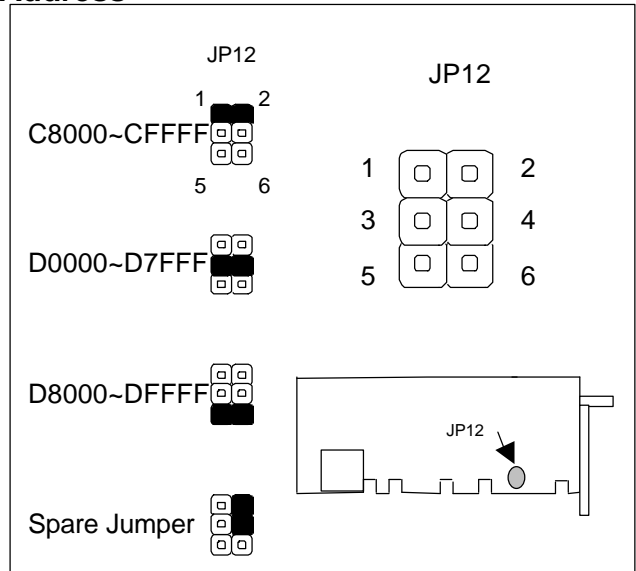 Address
JP12
1 2
C8000~CFFFF
5 6
D0000~D7FFF
D8000~DFFFF
Spare Jumper
JP12
1 2
3 4
5 6
JP12